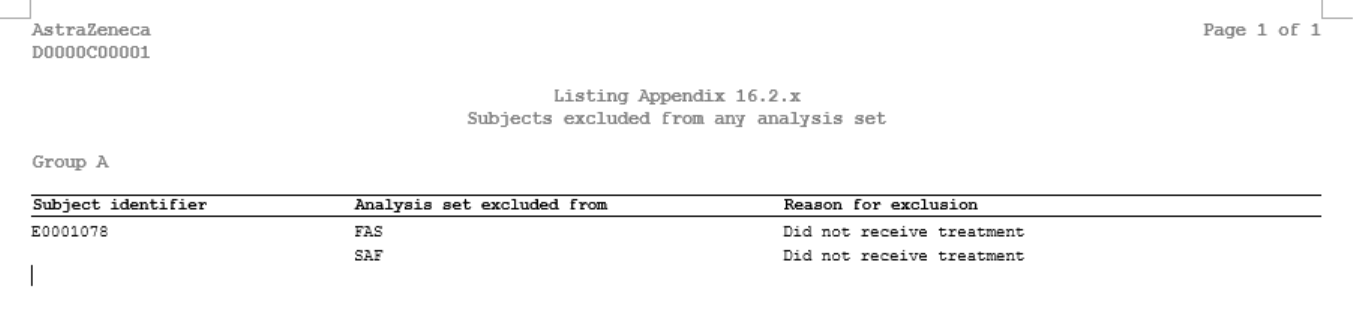 AstraZeneca Page 1 of 1
D0000C00001
Listing Appendix 16.2.x
Subjects excluded from any analysis set
Group A
Subject identifier Analysis set excluded from Reason for exclusion
E0001078 FAS Did not receive treatment
SAF Did not receive treatment